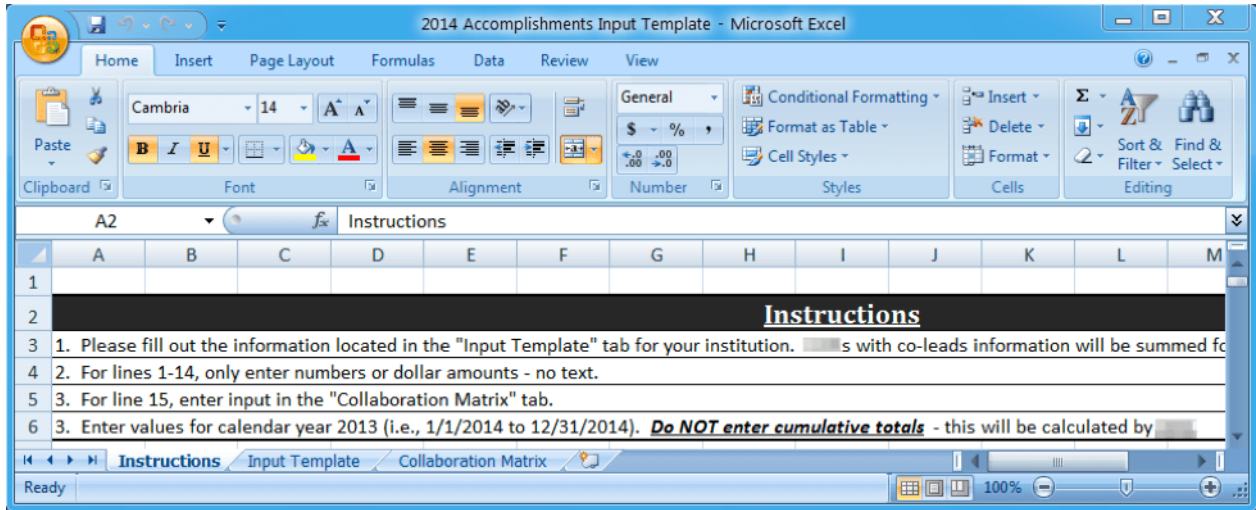 2014 Accomplishments Input Template - Microsoft Excel
Home Insert Page Layout Formulas Data Review View
Paste
Clipboard
Cambria 14 A A
B I U A
Font
Alignment
General
$ % ,
.0 .00 .00 .0
Number
Conditional Formatting
Format as Table
Cell Styles
Styles
Insert
Delete
Format
Cells
Σ
Sort & Filter
Find & Select
Editing
A2 fx Instructions
A B C D E F G H I J K L M
1
2 Instructions
3 1. Please fill out the information located in the "Input Template" tab for your institution. s with co-leads information will be summed fo
4 2. For lines 1-14, only enter numbers or dollar amounts - no text.
5 3. For line 15, enter input in the "Collaboration Matrix" tab.
6 3. Enter values for calendar year 2013 (i.e., 1/1/2014 to 12/31/2014). Do NOT enter cumulative totals - this will be calculated by
Instructions Input Template Collaboration Matrix
Ready 100%